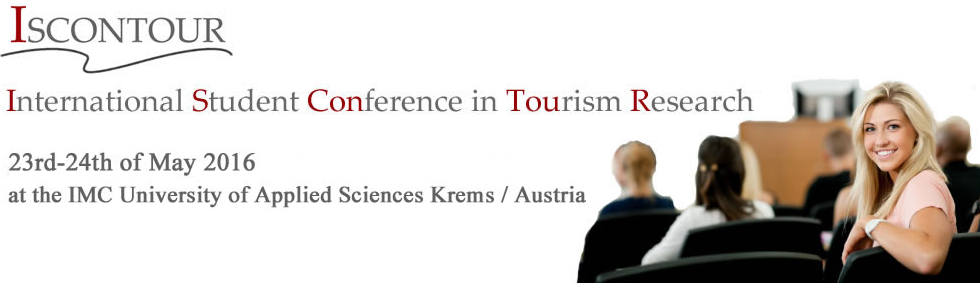 ISCONTOUR
International Student Conference in TOUrism Research
23rd-24th of May 2016
at the IMC University of Applied Sciences Krems / Austria